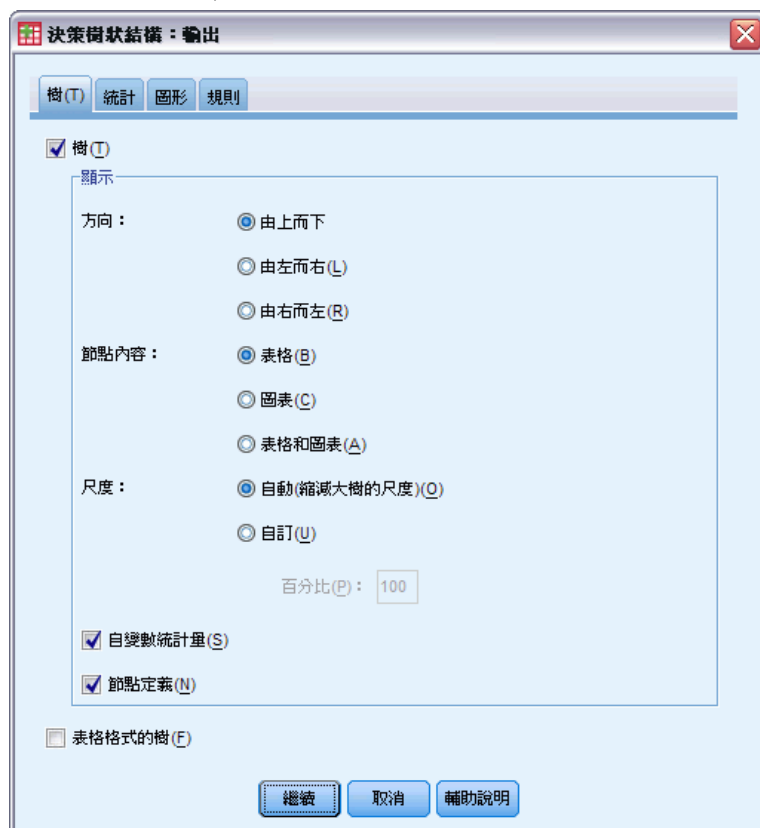 決策樹狀結構：輸出
樹(T) 統計 圖形 規則
樹(T)
顯示
方向： 由上而下
由左而右(L)
由右而左(R)
節點內容： 表格(B)
圖表(C)
表格和圖表(A)
尺度： 自動(縮減大樹的尺度)(O)
自訂(U)
百分比(P)： 100
自變數統計量(S)
節點定義(N)
表格格式的樹(F)
繼續 取消 輔助說明